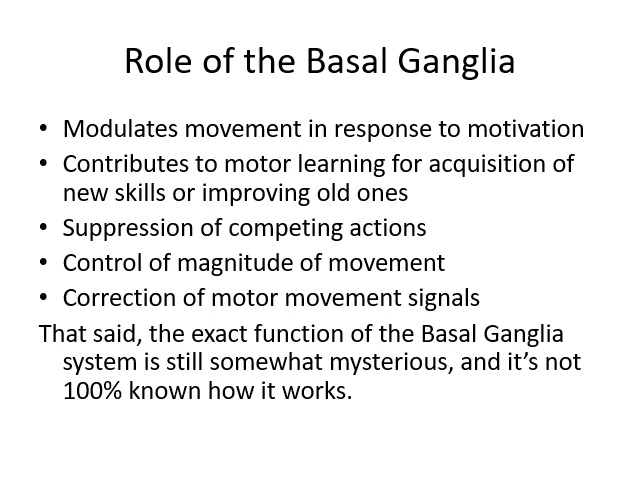 Role of the Basal Ganglia
• Modulates movement in response to motivation
• Contributes to motor learning for acquisition of
new skills or improving old ones
• Suppression of competing actions
• Control of magnitude of movement
• Correction of motor movement signals
That said, the exact function of the Basal Ganglia
system is still somewhat mysterious, and it’s not
100% known how it works.